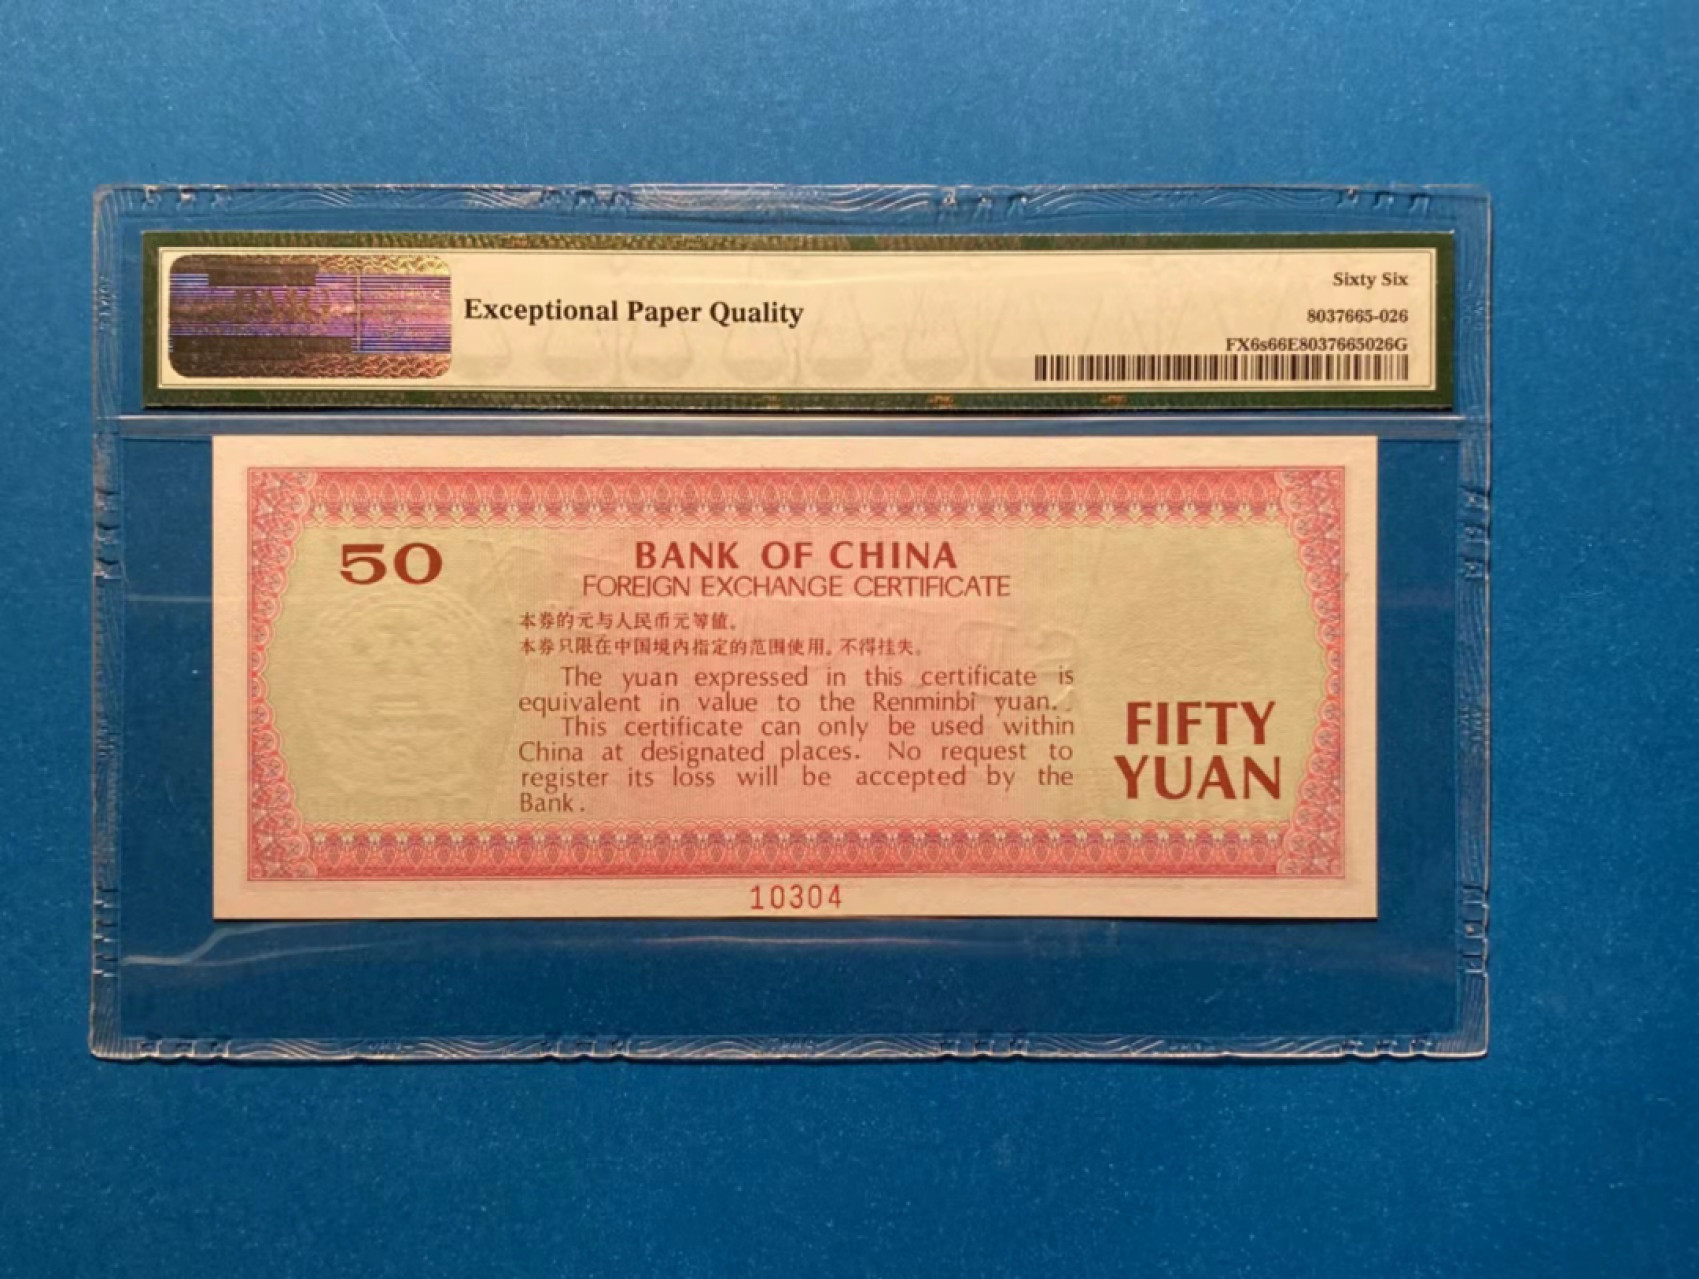 Exceptional Paper Quality
Sixty Six
8037665-026
FX6s66E8037665026G
50
BANK OF CHINA
FOREIGN EXCHANGE CERTIFICATE
本券的元与人民币元等值。
本券只限在中国境内指定的范围使用。不得挂失。
The yuan expressed in this certificate is
equivalent in value to the Renminbi yuan.
This certificate can only be used within
China at designated places. No request to
register its loss will be accepted by the
Bank.
FIFTY
YUAN
10304